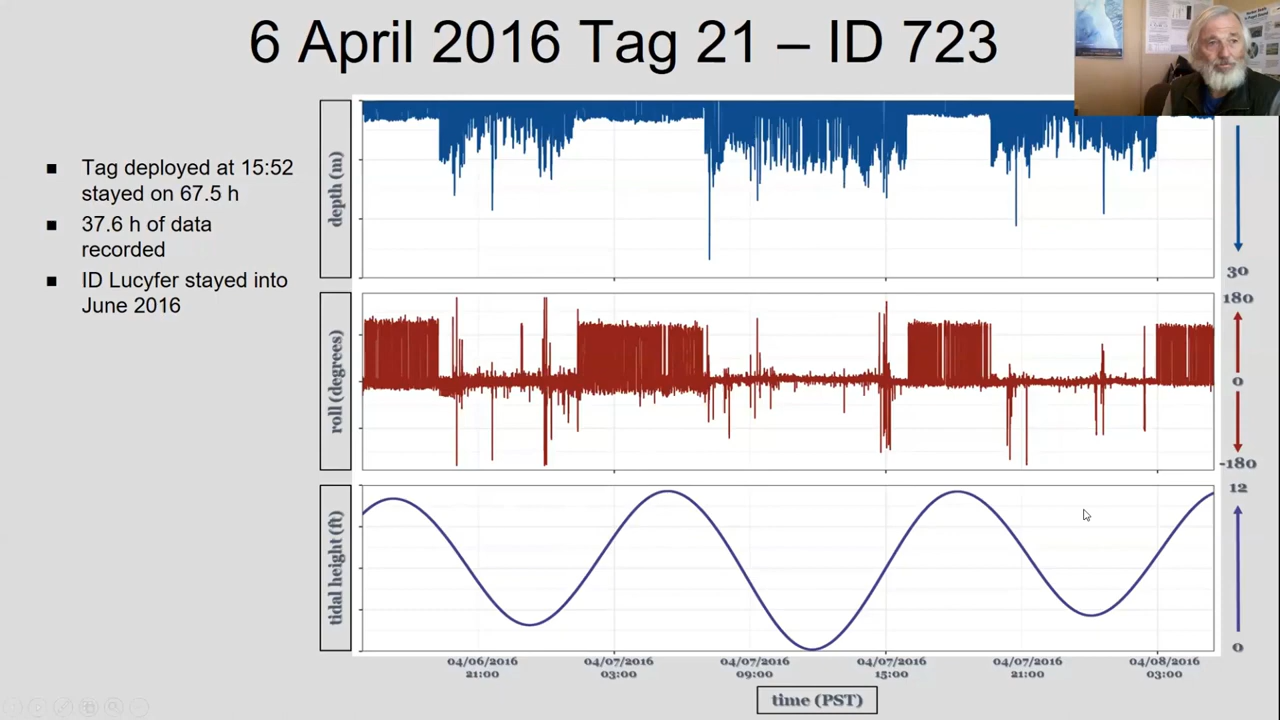 6 April 2016 Tag 21 – ID 723
■ Tag deployed at 15:52
stayed on 67.5 h
■ 37.6 h of data
recorded
■ ID Lucyfer stayed into
June 2016
depth (m)
30
roll (degrees)
180
0
-180
tidal height (ft)
12
0
04/06/2016 04/07/2016 04/07/2016 04/07/2016 04/07/2016 04/08/2016
21:00 03:00 09:00 15:00 21:00 03:00
time (PST)